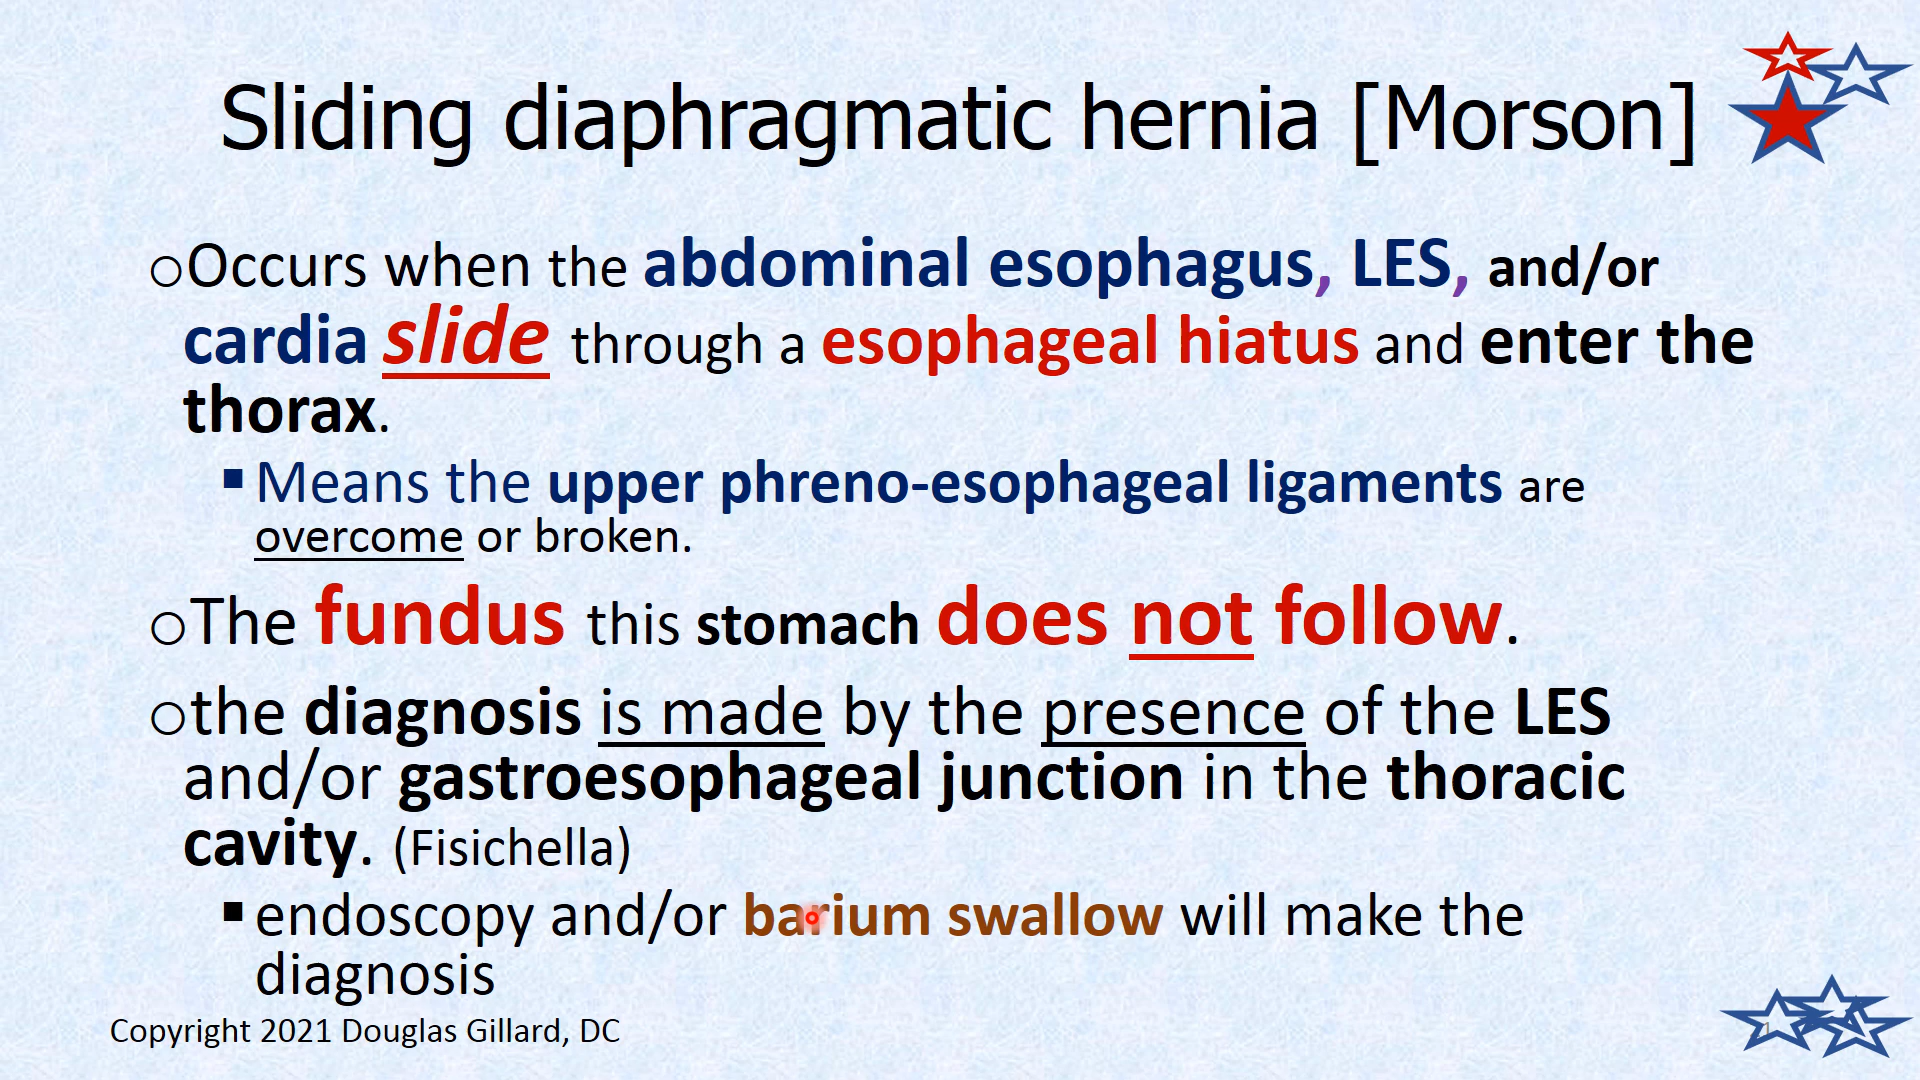 Sliding diaphragmatic hernia [Morson]
○Occurs when the abdominal esophagus, LES, and/or
cardia slide through a esophageal hiatus and enter the
thorax.
▪Means the upper phreno-esophageal ligaments are
overcome or broken.
○The fundus this stomach does not follow.
○the diagnosis is made by the presence of the LES
and/or gastroesophageal junction in the thoracic
cavity. (Fisichella)
▪endoscopy and/or barium swallow will make the
diagnosis
Copyright 2021 Douglas Gillard, DC